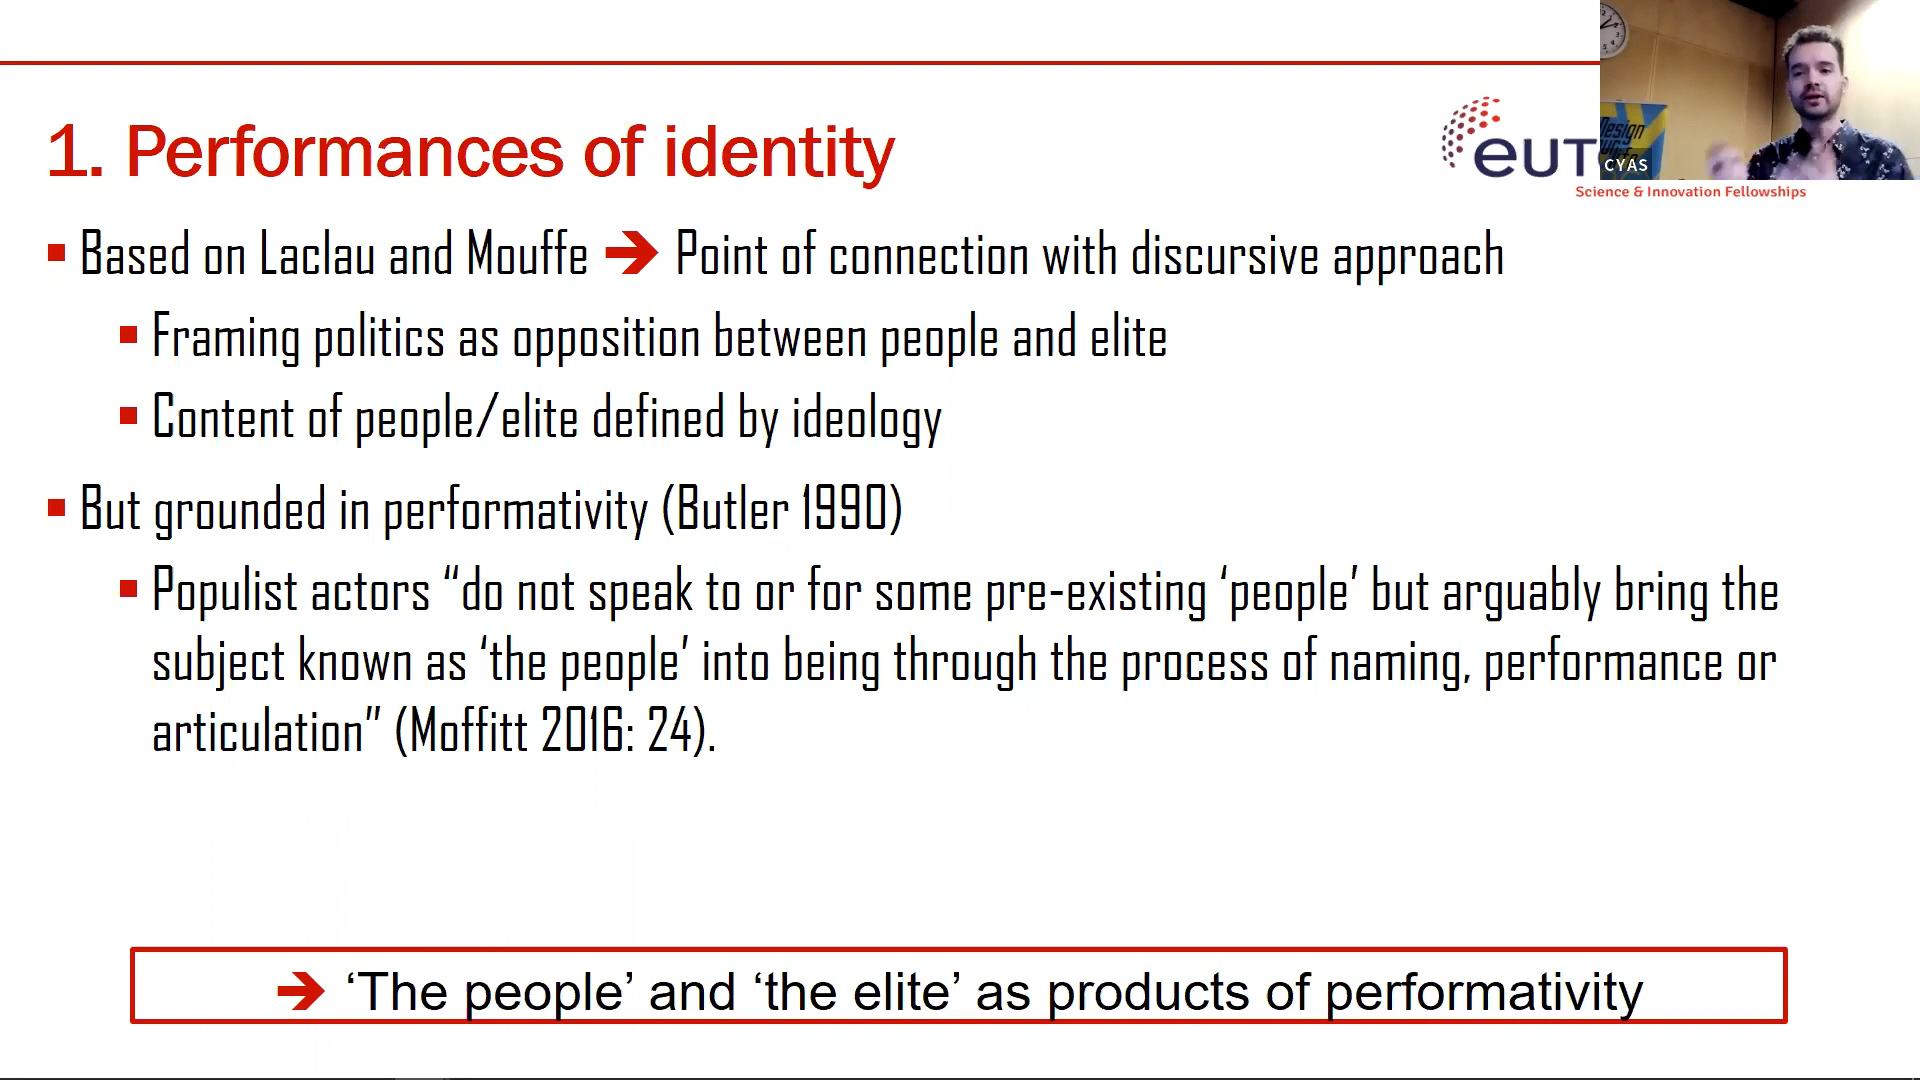 1. Performances of identity
eut
Science & Innovation Fellowships
Design
CYAS
Based on Laclau and Mouffe ➔ Point of connection with discursive approach
Framing politics as opposition between people and elite
Content of people/elite defined by ideology
But grounded in performativity (Butler 1990)
Populist actors “do not speak to or for some pre-existing ‘people’ but arguably bring the
subject known as ‘the people’ into being through the process of naming, performance or
articulation” (Moffitt 2016: 24).
➔ ‘The people’ and ‘the elite’ as products of performativity